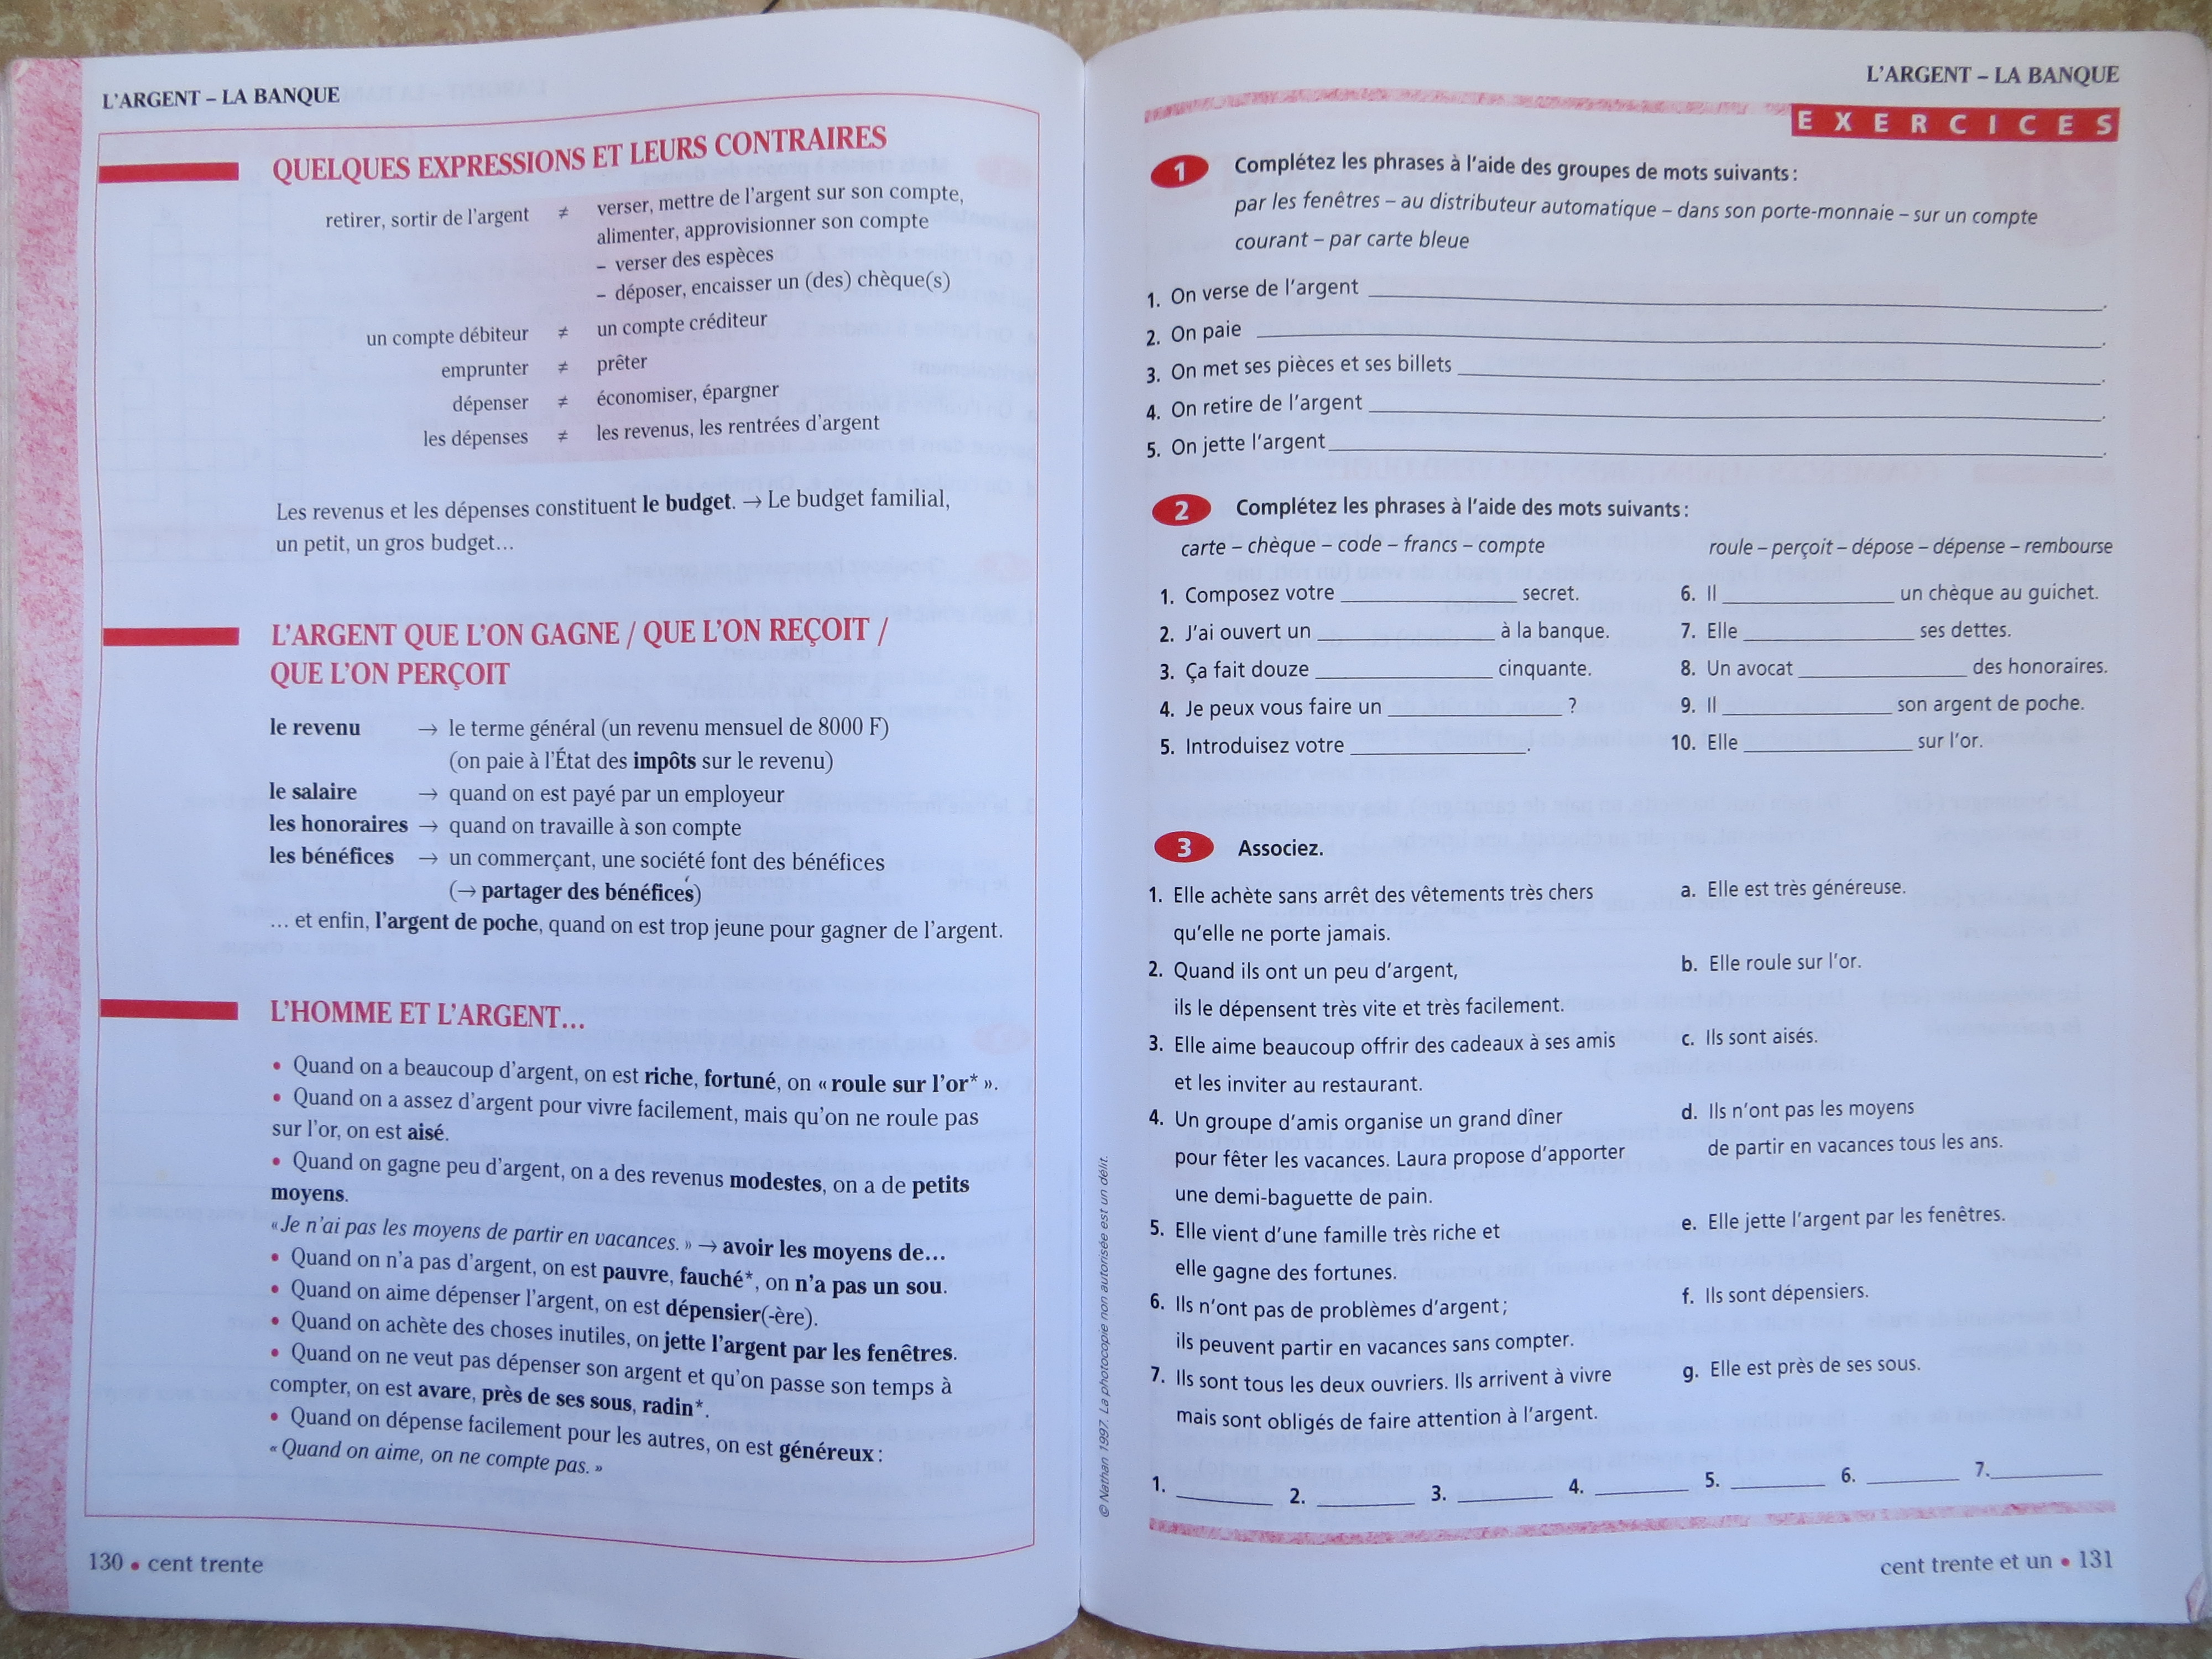 L'ARGENT – LA BANQUE
QUELQUES EXPRESSIONS ET LEURS CONTRAIRES
retirer, sortir de l'argent ≠ verser, mettre de l'argent sur son compte,
alimenter, approvisionner son compte
– verser des espèces
– déposer, encaisser un (des) chèque(s)
un compte débiteur ≠ un compte créditeur
emprunter ≠ prêter
dépenser ≠ économiser, épargner
les dépenses ≠ les revenus, les rentrées d'argent
Les revenus et les dépenses constituent le budget. → Le budget familial,
un petit, un gros budget...
L'ARGENT QUE L'ON GAGNE / QUE L'ON REÇOIT /
QUE L'ON PERÇOIT
le revenu → le terme général (un revenu mensuel de 8000 F)
(on paie à l'État des impôts sur le revenu)
le salaire → quand on est payé par un employeur
les honoraires → quand on travaille à son compte
les bénéfices → un commerçant, une société font des bénéfices
(→ partager des bénéfices)
... et enfin, l'argent de poche, quand on est trop jeune pour gagner de l'argent.
L'HOMME ET L'ARGENT...
• Quand on a beaucoup d'argent, on est riche, fortuné, on « roule sur l'or* ».
• Quand on a assez d'argent pour vivre facilement, mais qu'on ne roule pas
sur l'or, on est aisé.
• Quand on gagne peu d'argent, on a des revenus modestes, on a de petits
moyens.
« Je n'ai pas les moyens de partir en vacances. » → avoir les moyens de...
• Quand on n'a pas d'argent, on est pauvre, fauché*, on n'a pas un sou.
• Quand on aime dépenser l'argent, on est dépensier(-ère).
• Quand on achète des choses inutiles, on jette l'argent par les fenêtres.
• Quand on ne veut pas dépenser son argent et qu'on passe son temps à
compter, on est avare, près de ses sous, radin*.
• Quand on dépense facilement pour les autres, on est généreux :
« Quand on aime, on ne compte pas. »
130 • cent trente
L'ARGENT – LA BANQUE
EXERCICES
1 Complétez les phrases à l'aide des groupes de mots suivants :
par les fenêtres – au distributeur automatique – dans son porte-monnaie – sur un compte
courant – par carte bleue
1. On verse de l'argent ____.
2. On paie ____.
3. On met ses pièces et ses billets ____.
4. On retire de l'argent ____.
5. On jette l'argent ____.
2 Complétez les phrases à l'aide des mots suivants :
carte – chèque – code – francs – compte
1. Composez votre ____ secret.
2. J'ai ouvert un ____ à la banque.
3. Ça fait douze ____ cinquante.
4. Je peux vous faire un ____ ?
5. Introduisez votre ____.
roule – perçoit – dépose – dépense – rembourse
6. Il ____ un chèque au guichet.
7. Elle ____ ses dettes.
8. Un avocat ____ des honoraires.
9. Il ____ son argent de poche.
10. Elle ____ sur l'or.
3 Associez.
1. Elle achète sans arrêt des vêtements très chers
qu'elle ne porte jamais.
2. Quand ils ont un peu d'argent,
ils le dépensent très vite et très facilement.
3. Elle aime beaucoup offrir des cadeaux à ses amis
et les inviter au restaurant.
4. Un groupe d'amis organise un grand dîner
pour fêter les vacances. Laura propose d'apporter
une demi-baguette de pain.
5. Elle vient d'une famille très riche et
elle gagne des fortunes.
6. Ils n'ont pas de problèmes d'argent ;
ils peuvent partir en vacances sans compter.
7. Ils sont tous les deux ouvriers. Ils arrivent à vivre
mais sont obligés de faire attention à l'argent.
a. Elle est très généreuse.
b. Elle roule sur l'or.
c. Ils sont aisés.
d. Ils n'ont pas les moyens
de partir en vacances tous les ans.
e. Elle jette l'argent par les fenêtres.
f. Ils sont dépensiers.
g. Elle est près de ses sous.
1. ____ 2. ____ 3. ____ 4. ____ 5. ____ 6. ____ 7. ____
© Nathan 1997. La photocopie non autorisée est un délit.
cent trente et un • 131